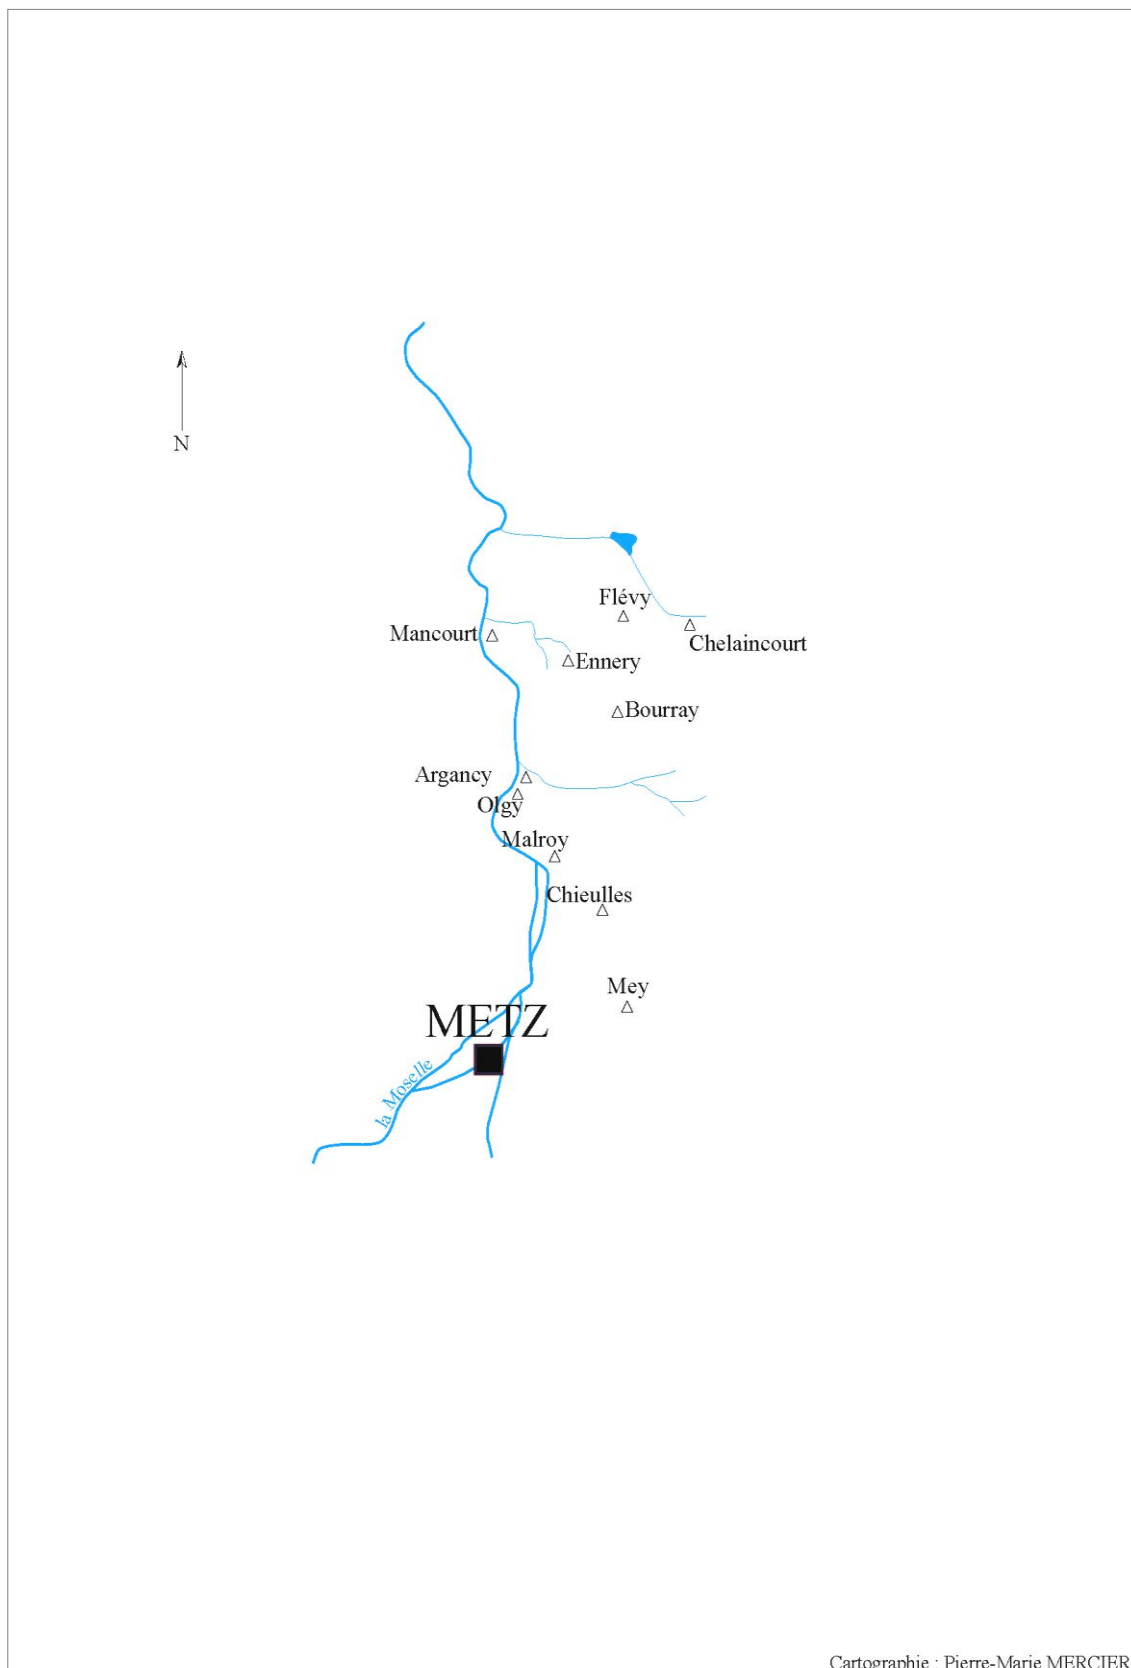 N
Flévy
Mancourt
Chelaincourt
Ennery
Bourray
Argancy
Olgy
Malroy
Chieulles
Mey
METZ
la Moselle
Cartographie : Pierre-Marie MERCIER